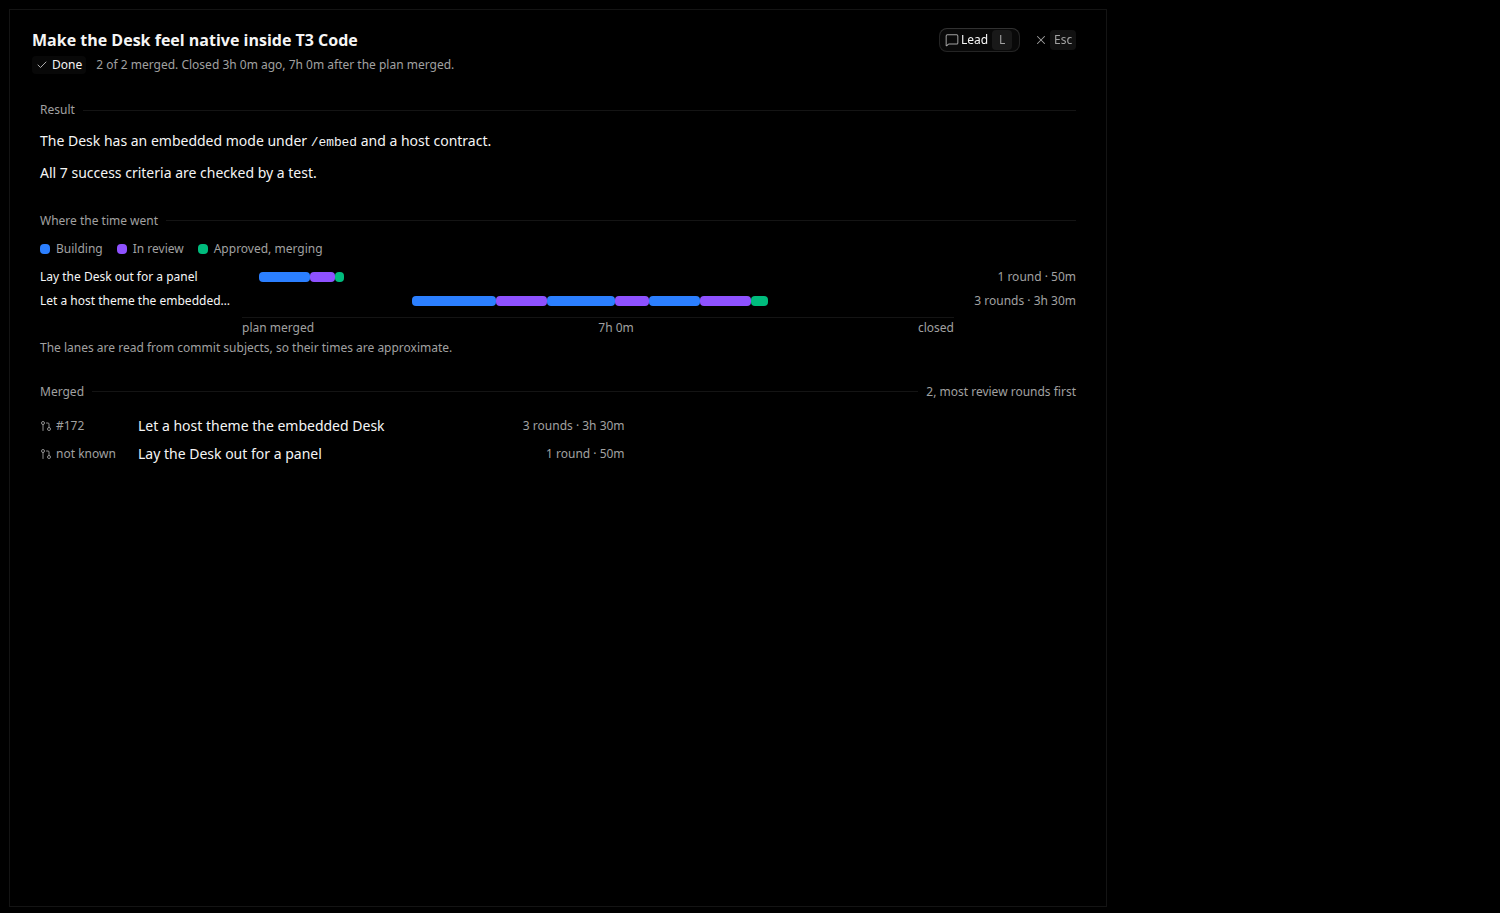 Make the Desk feel native inside T3 Code
Lead L
Esc
Done 2 of 2 merged. Closed 3h 0m ago, 7h 0m after the plan merged.
Result
The Desk has an embedded mode under /embed and a host contract.
All 7 success criteria are checked by a test.
Where the time went
Building In review Approved, merging
Lay the Desk out for a panel 1 round · 50m
Let a host theme the embedded... 3 rounds · 3h 30m
plan merged 7h 0m closed
The lanes are read from commit subjects, so their times are approximate.
Merged 2, most review rounds first
#172 Let a host theme the embedded Desk 3 rounds · 3h 30m
not known Lay the Desk out for a panel 1 round · 50m